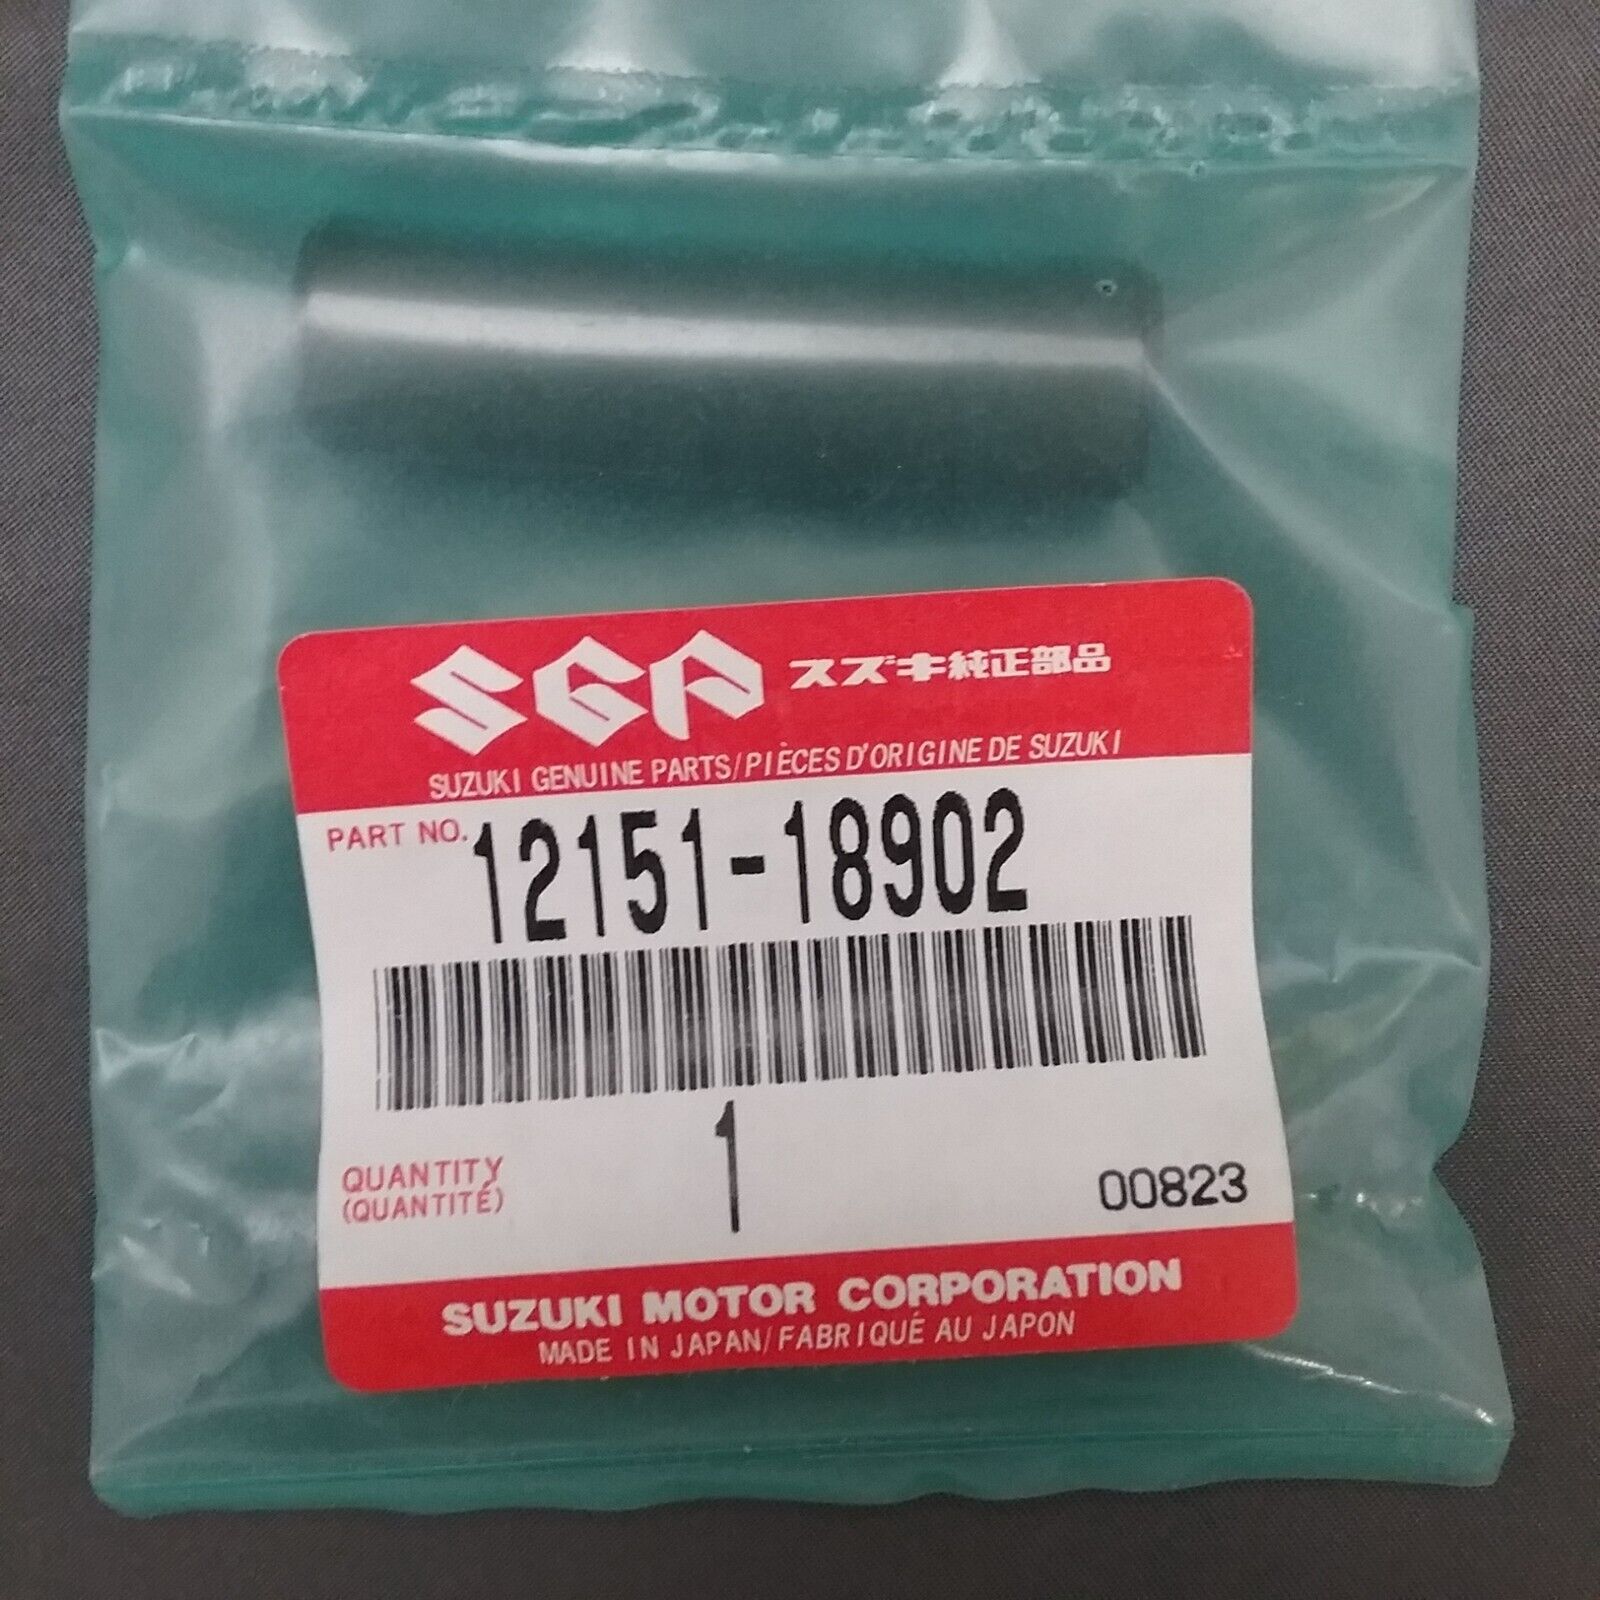 SGP スズキ純正部品
SUZUKI GENUINE PARTS/PIÈCES D'ORIGINE DE SUZUKI
PART NO. 12151-18902
1
QUANTITY
(QUANTITÉ)
00823
SUZUKI MOTOR CORPORATION
MADE IN JAPAN/FABRIQUÉ AU JAPON